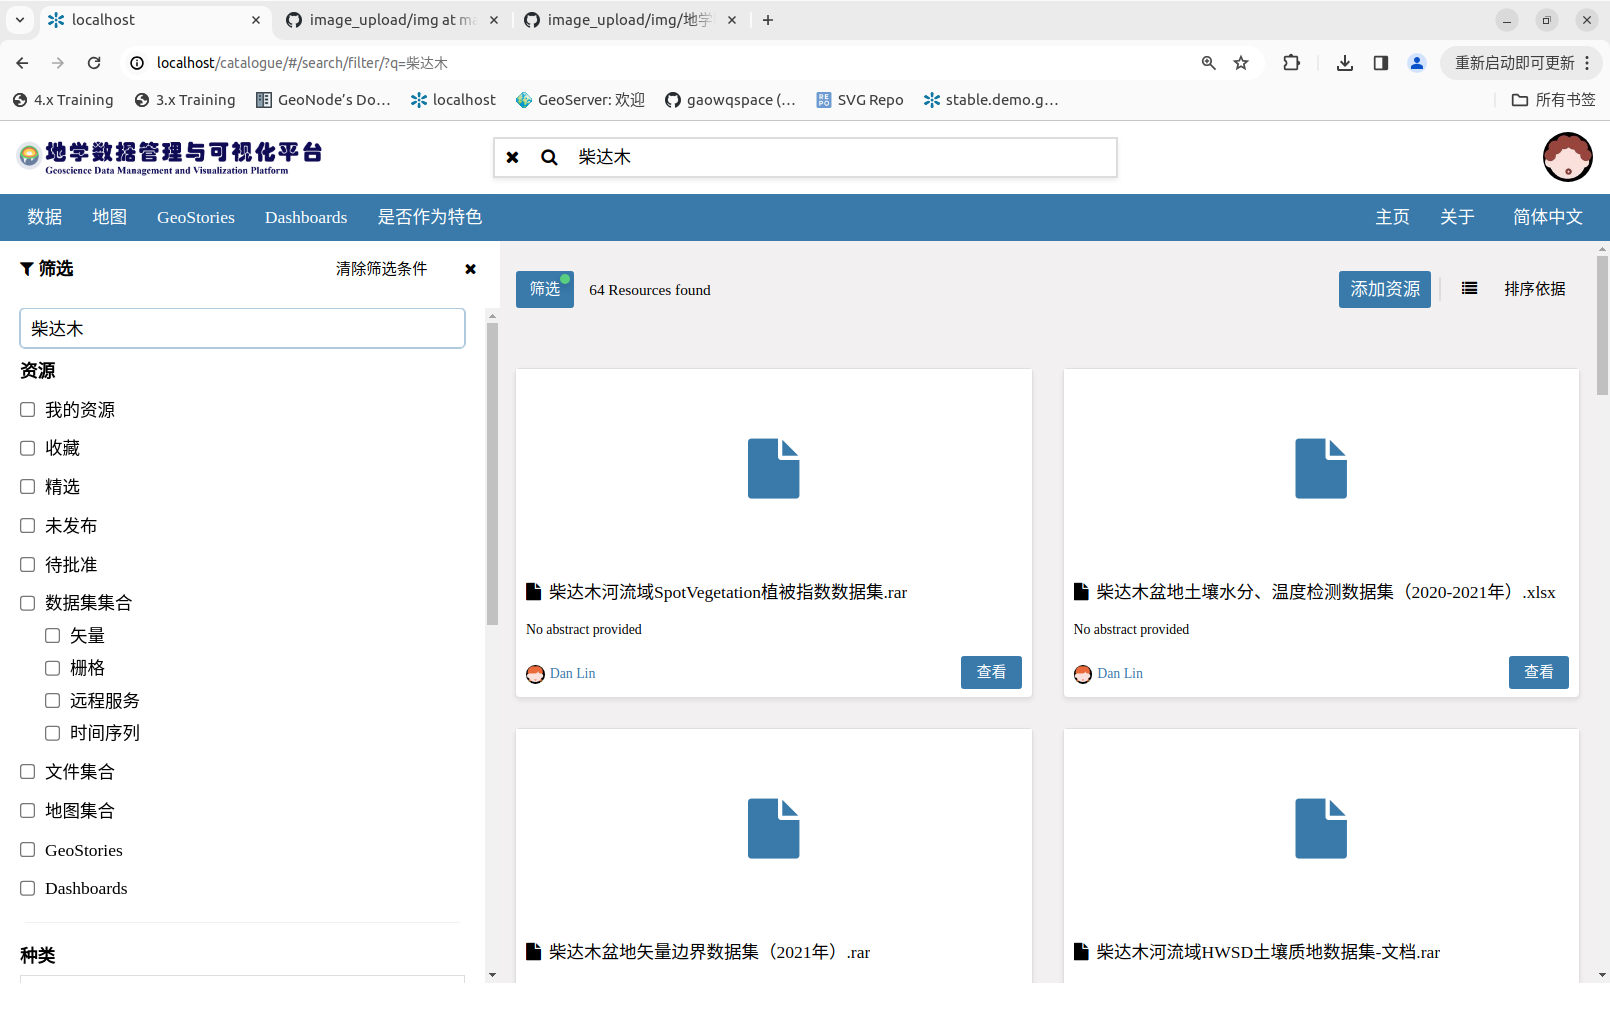 localhost
image_upload/img at ma
image_upload/img/地学
localhost/catalogue/#/search/filter/?q=柴达木
重新启动即可更新
4.x Training
3.x Training
GeoNode’s Do…
localhost
GeoServer: 欢迎
gaowqspace (…
SVG Repo
stable.demo.g…
所有书签
地学数据管理与可视化平台
Geoscience Data Management and Visualization Platform
柴达木
数据
地图
GeoStories
Dashboards
是否作为特色
主页
关于
简体中文
筛选
清除筛选条件
柴达木
资源
我的资源
收藏
精选
未发布
待批准
数据集集合
矢量
栅格
远程服务
时间序列
文件集合
地图集合
GeoStories
Dashboards
种类
筛选
64 Resources found
添加资源
排序依据
柴达木河流域SpotVegetation植被指数数据集.rar
No abstract provided
Dan Lin
查看
柴达木盆地土壤水分、温度检测数据集（2020-2021年）.xlsx
No abstract provided
Dan Lin
查看
柴达木盆地矢量边界数据集（2021年）.rar
柴达木河流域HWSD土壤质地数据集-文档.rar